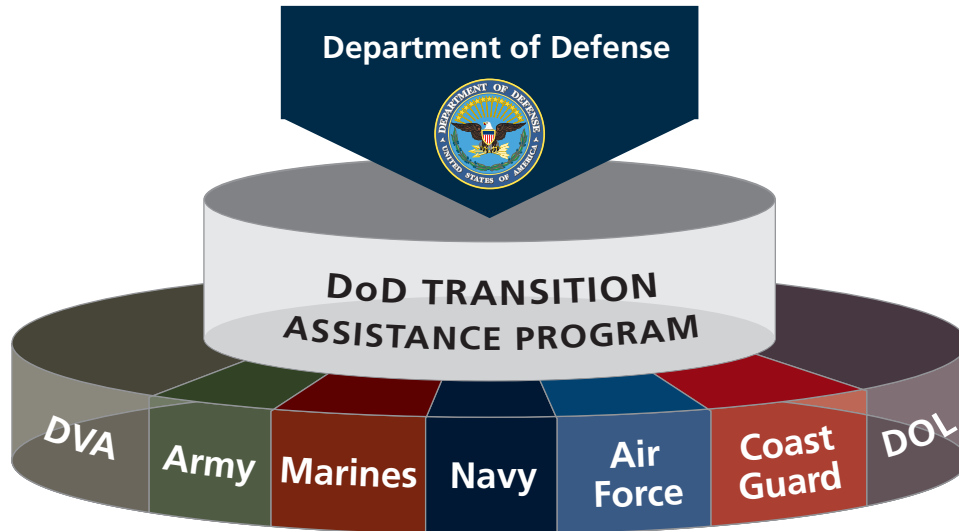 Department of Defense
DEPARTMENT OF DEFENSE
UNITED STATES OF AMERICA
DoD TRANSITION
ASSISTANCE PROGRAM
DVA
Army
Marines
Navy
Air
Force
Coast
Guard
DOL